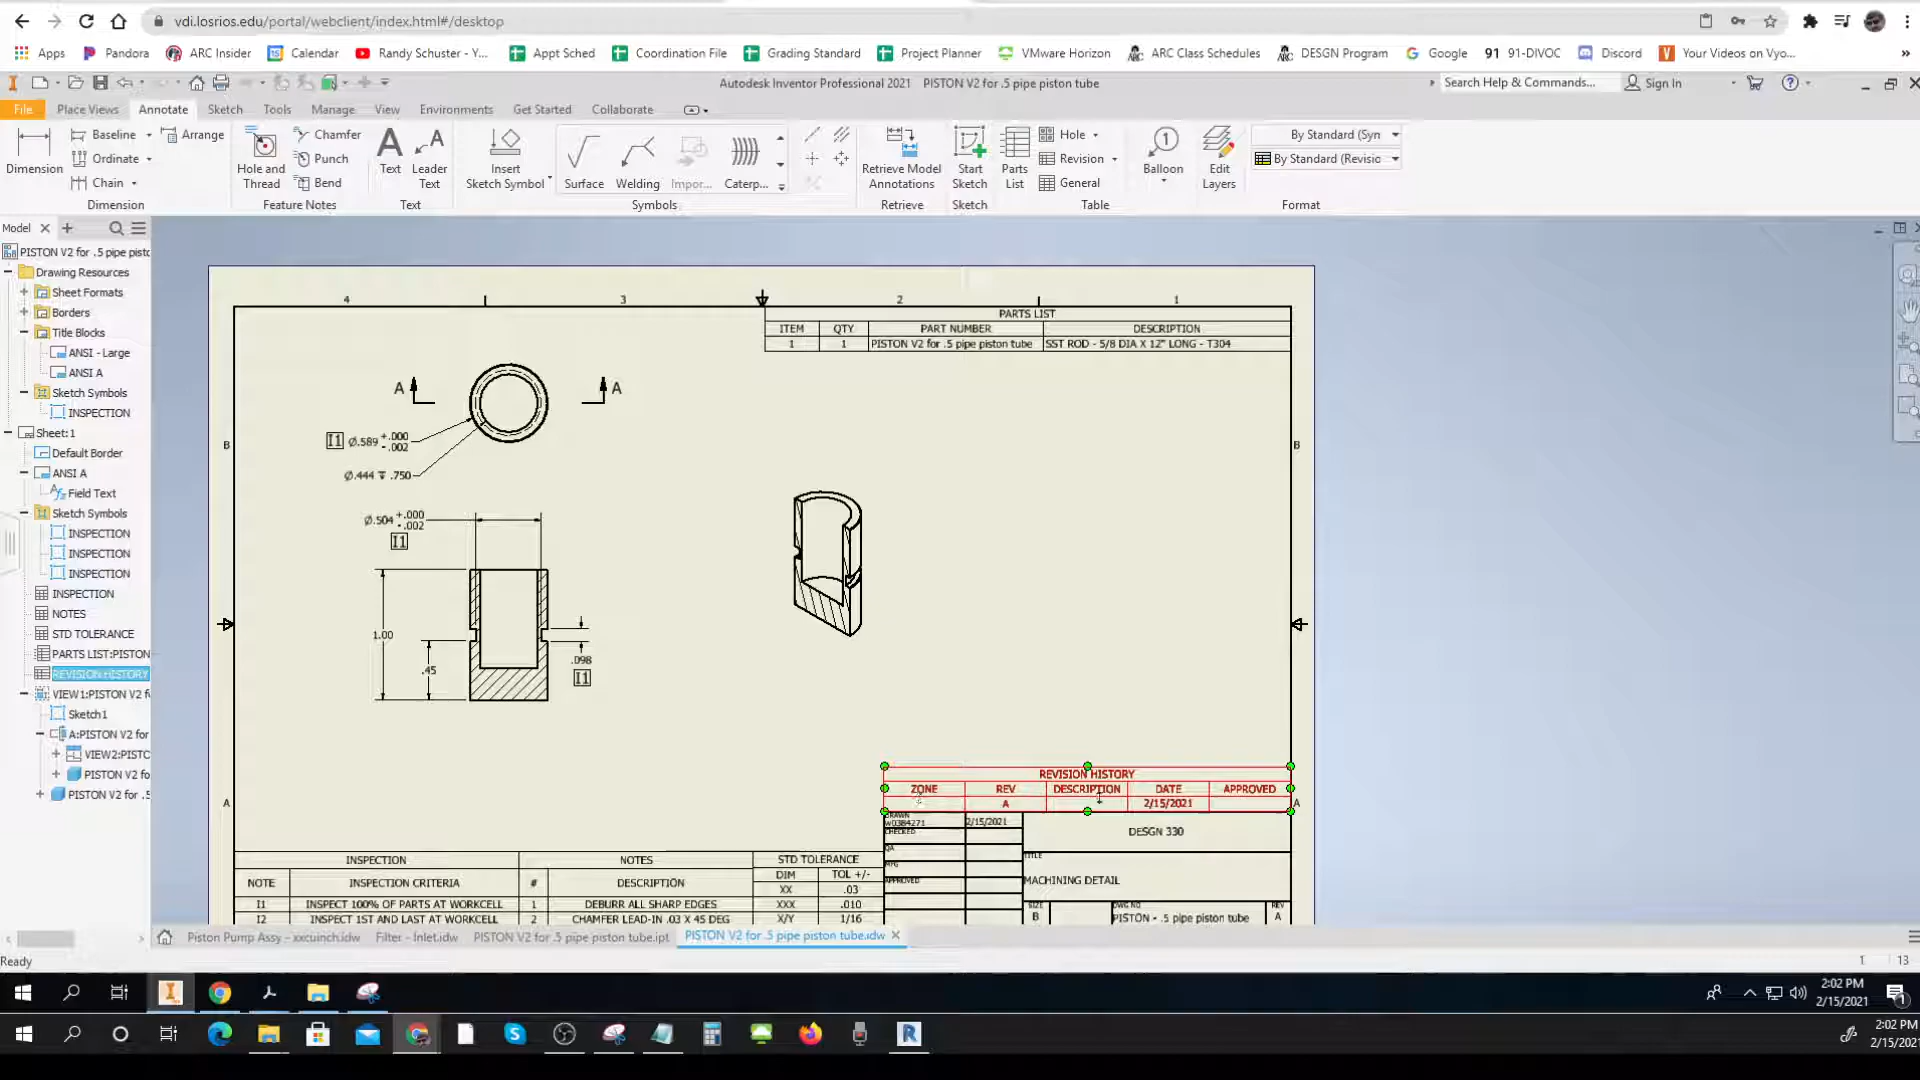 vdi.losrios.edu/portal/webclient/index.html#/desktop
Apps Pandora ARC Insider Calendar Randy Schuster - Y... Appt Sched Coordination File Grading Standard Project Planner VMware Horizon ARC Class Schedules DESGN Program Google 91 91-DIVOC Discord Your Videos on Vyo... »
Autodesk Inventor Professional 2021 PISTON V2 for .5 pipe piston tube Search Help & Commands... Sign In
File Place Views Annotate Sketch Tools Manage View Environments Get Started Collaborate
Baseline Arrange Chamfer Hole Revision General By Standard (Syn
Ordinate Punch By Standard (Revisio
Chain Bend
Dimension Hole and Thread Text Leader Text Insert Sketch Symbol Surface Welding Impor... Caterp... Retrieve Model Annotations Start Sketch Parts List Balloon Edit Layers
Dimension Feature Notes Text Symbols Retrieve Sketch Table Format
Model
PISTON V2 for .5 pipe pistc
Drawing Resources
Sheet Formats
Borders
Title Blocks
ANSI - Large
ANSI A
Sketch Symbols
INSPECTION
Sheet:1
Default Border
ANSI A
Field Text
Sketch Symbols
INSPECTION
INSPECTION
INSPECTION
INSPECTION
NOTES
STD TOLERANCE
PARTS LIST:PISTON
REVISION HISTORY
VIEW1:PISTON V2 f
Sketch1
A:PISTON V2 for
VIEW2:PISTC
PISTON V2 fo
PISTON V2 for .5
4 3 2 1
PARTS LIST
ITEM QTY PART NUMBER DESCRIPTION
1 1 PISTON V2 for .5 pipe piston tube SST ROD - 5/8 DIA X 12" LONG - T304
A A
B B
I1 Ø.589 +.000 -.002
Ø.444 ↧ .750
Ø.504 +.000 -.002
I1
1.00
.45
.098
I1
REVISION HISTORY
ZONE REV DESCRIPTION DATE APPROVED
A 2/15/2021
A A
DRAWN
W0384271 2/15/2021
CHECKED
QA
MFG
APPROVED
DESGN 330
TITLE
MACHINING DETAIL
SIZE DWG NO REV
B PISTON - .5 pipe piston tube A
INSPECTION NOTES STD TOLERANCE
NOTE INSPECTION CRITERIA # DESCRIPTION DIM TOL +/-
XX .03
I1 INSPECT 100% OF PARTS AT WORKCELL 1 DEBURR ALL SHARP EDGES XXX .010
I2 INSPECT 1ST AND LAST AT WORKCELL 2 CHAMFER LEAD-IN .03 X 45 DEG X/Y 1/16
Piston Pump Assy - xxcuinch.idw Filter - Inlet.idw PISTON V2 for .5 pipe piston tube.ipt PISTON V2 for .5 pipe piston tube.idw
Ready 1 13
2:02 PM
2/15/2021
1
2:02 PM
2/15/2021